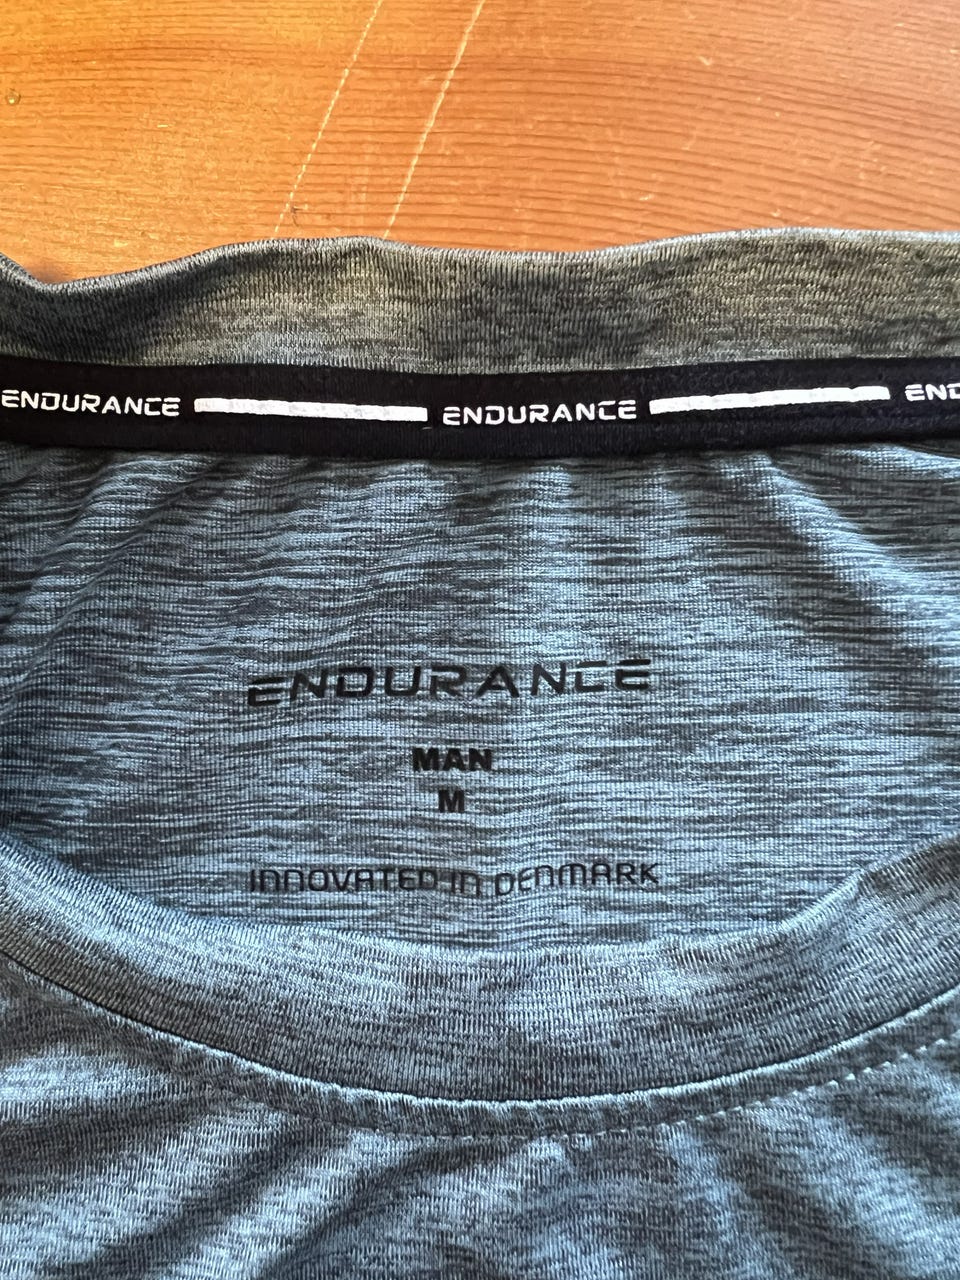 ENDURANCE ENDURANCE END
ENDURANCE
MAN
M
INNOVATED IN DENMARK